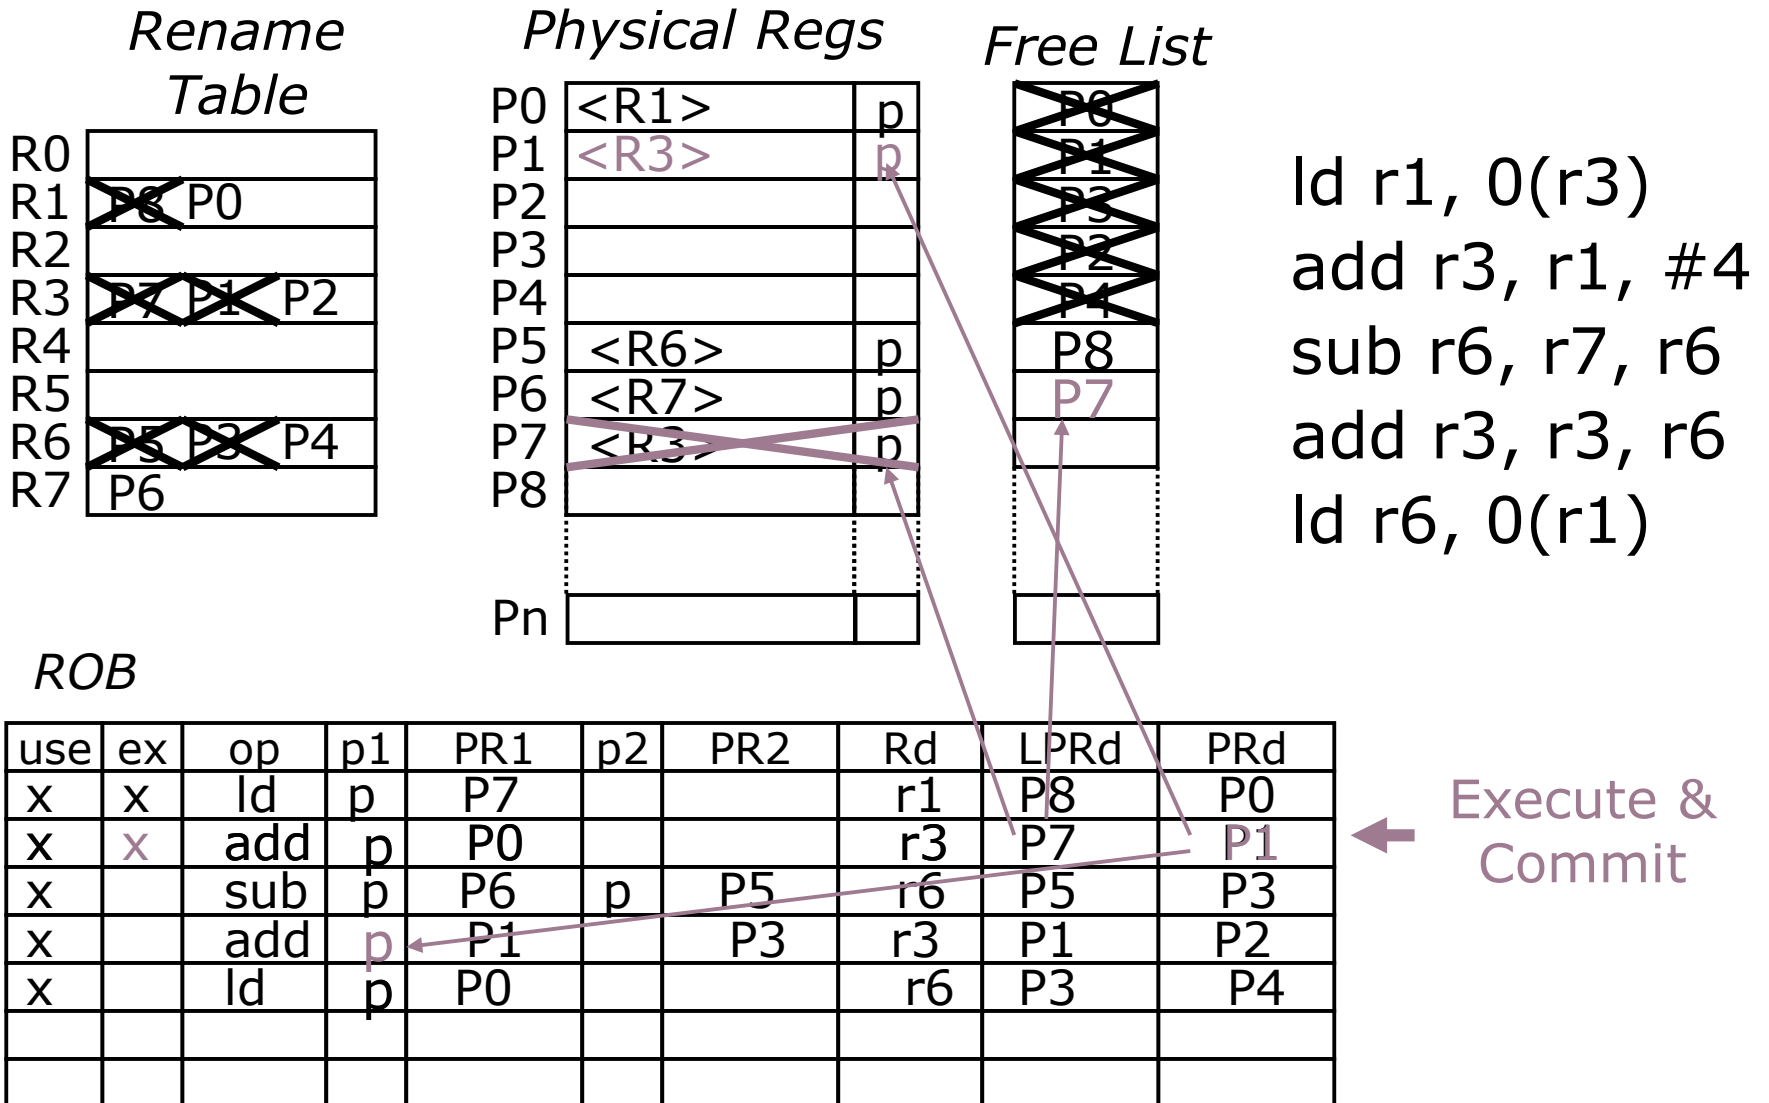 Rename
Table
Physical Regs
Free List
R0
R1 P8 P0
R2
R3 P7 P1 P2
R4
R5
R6 P5 P3 P4
R7 P6
P0 <R1> p
P1 <R3> p
P2
P3
P4
P5 <R6> p
P6 <R7> p
P7 <R3> p
P8
Pn
P0
P1
P3
P2
P4
P8
P7
ld r1, 0(r3)
add r3, r1, #4
sub r6, r7, r6
add r3, r3, r6
ld r6, 0(r1)
ROB
use ex op p1 PR1 p2 PR2 Rd LPRd PRd
x x ld p P7 r1 P8 P0
x x add p P0 r3 P7 P1
x sub p P6 p P5 r6 P5 P3
x add p P1 P3 r3 P1 P2
x ld p P0 r6 P3 P4
Execute &
Commit